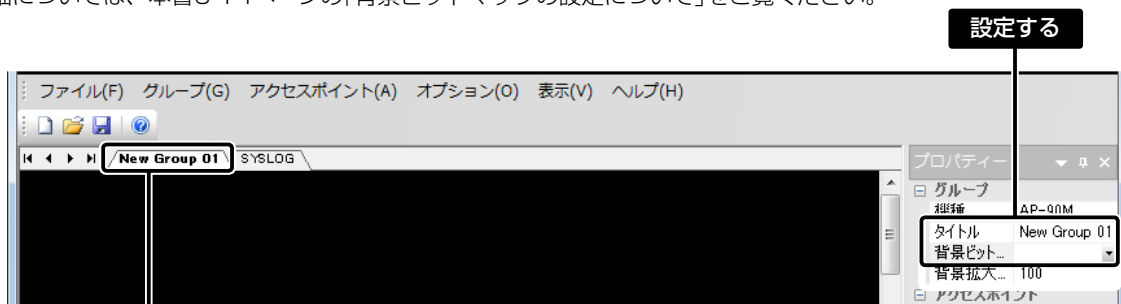 については、本書
ページの「背景ビットマップの設定について」をご覧ください。
設定する
ファイル(F) グループ(G) アクセスポイント(A) オプション(O) 表示(V) ヘルプ(H)
New Group 01 SYSLOG
プロパティー
グループ
機種 AP-90M
タイトル New Group 01
背景ビット...
背景拡大... 100
アクセスポイント